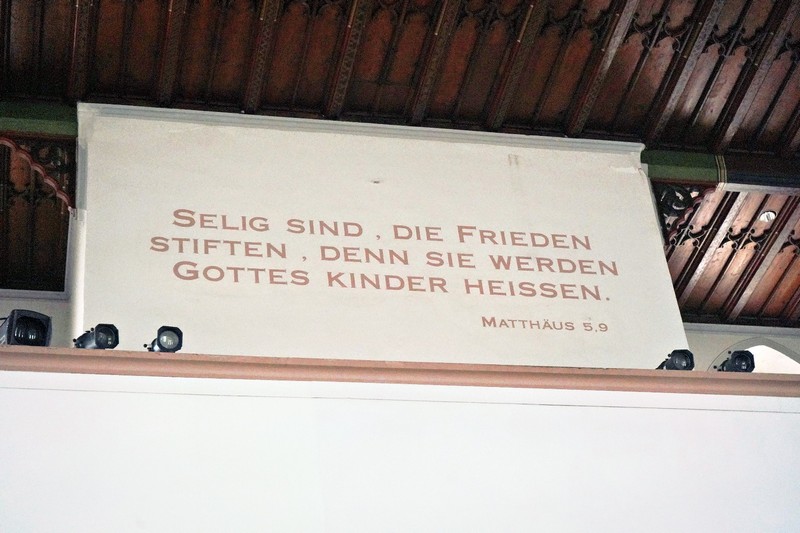 SELIG SIND , DIE FRIEDEN
STIFTEN , DENN SIE WERDEN
GOTTES KINDER HEISSEN.
MATTHÄUS 5,9